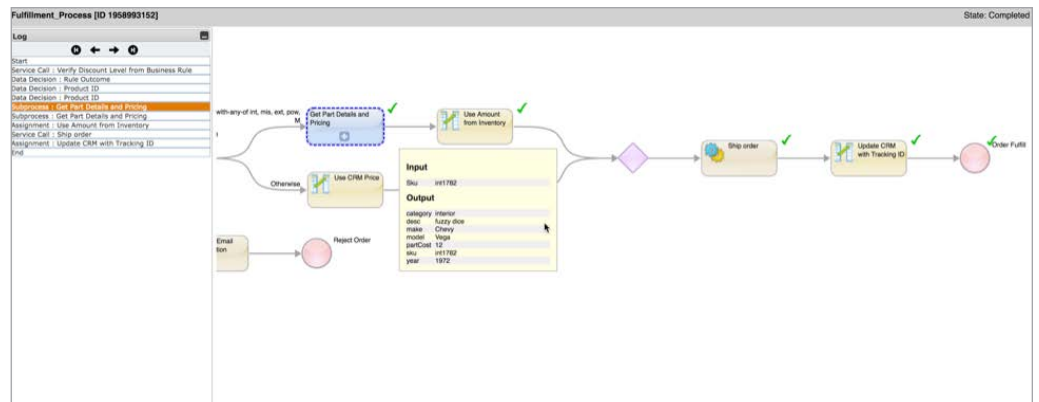 Fulfillment_Process [ID 1958993152]
State: Completed
Log
Start
Service Call : Verify Discount Level from Business Rule
Data Decision : Rule Outcome
Data Decision : Product ID
Data Decision : Product ID
Subprocess : Get Part Details and Pricing
Subprocess : Get Part Details and Pricing
Assignment : Use Amount from Inventory
Service Call : Ship order
Assignment : Update CRM with Tracking ID
End
with-any-of int, mis, ext, pow,
M
Get Part Details and
Pricing
Use Amount
from Inventory
Otherwise
Use CRM Price
Ship order
Update CRM
with Tracking ID
Order Fulfill
Email
tion
Reject Order
Input
Sku int1782
Output
category interior
desc fuzzy dice
make Chevy
model Vega
partCost 12
sku int1782
year 1972